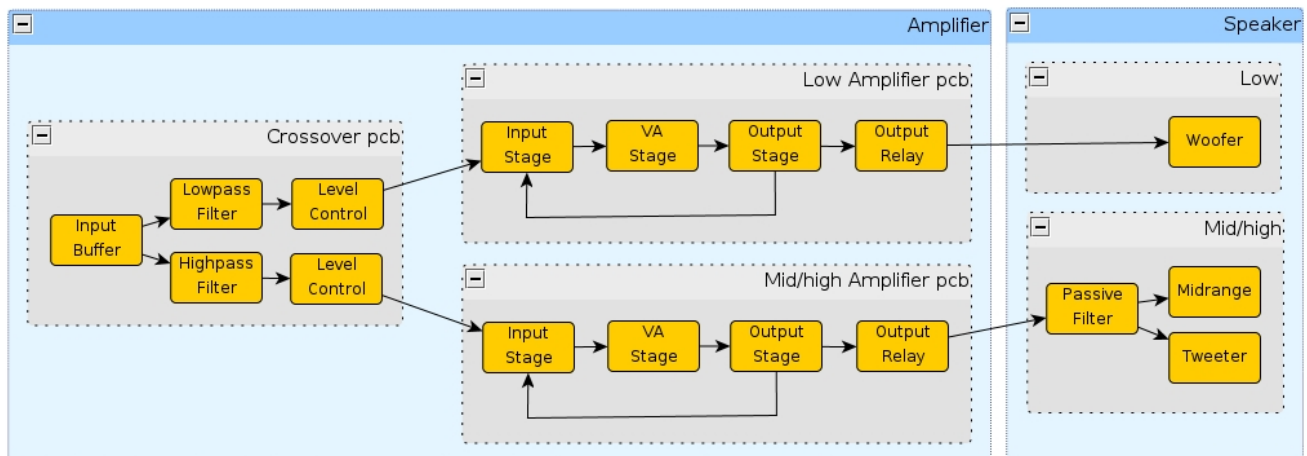 Amplifier
Speaker
Low Amplifier pcb
Low
Crossover pcb
Input
Stage
VA
Stage
Output
Stage
Output
Relay
Woofer
Lowpass
Filter
Level
Control
Input
Buffer
Highpass
Filter
Level
Control
Mid/high Amplifier pcb
Mid/high
Input
Stage
VA
Stage
Output
Stage
Output
Relay
Passive
Filter
Midrange
Tweeter